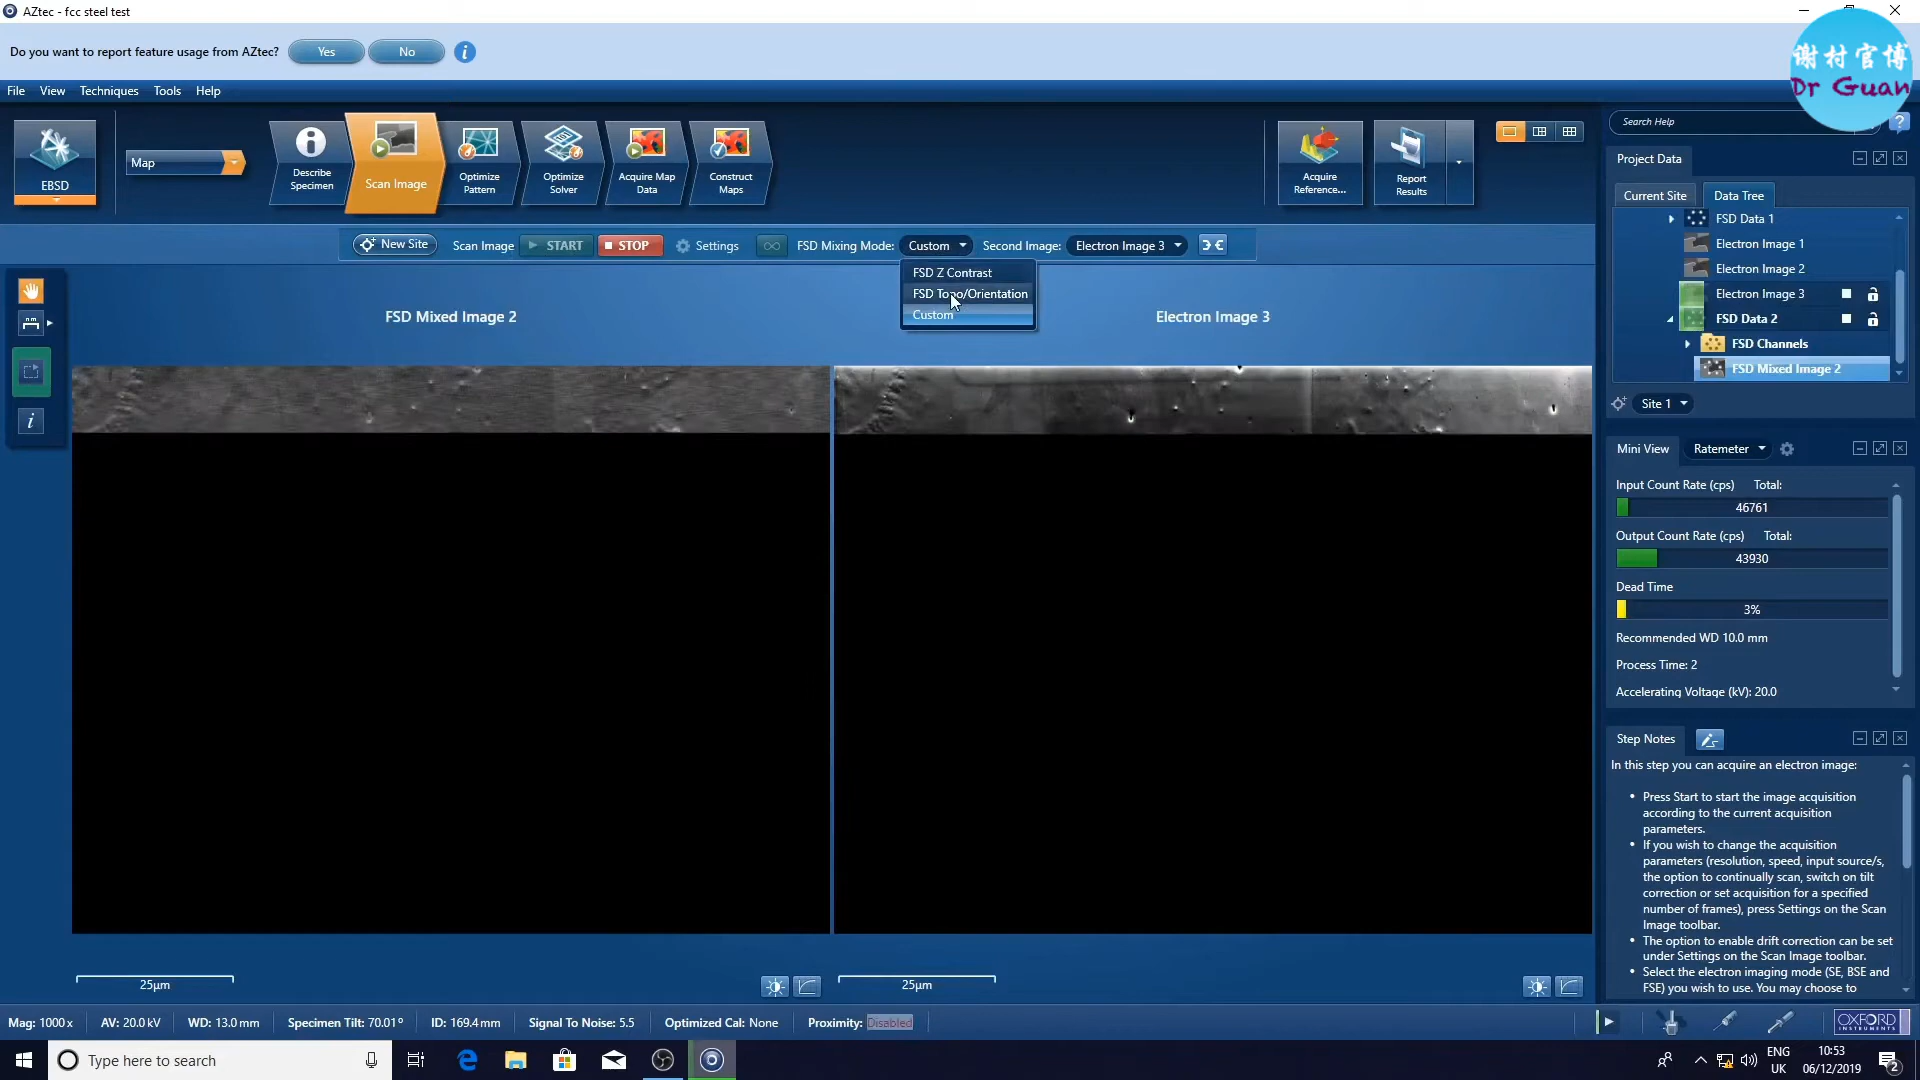 AZtec - fcc steel test
Do you want to report feature usage from AZtec?
Yes
No
谢村官博
Dr Guan
File
View
Techniques
Tools
Help
EBSD
Map
Describe
Specimen
Scan Image
Optimize
Pattern
Optimize
Solver
Acquire Map
Data
Construct
Maps
Acquire
Reference...
Report
Results
New Site
Scan Image
START
STOP
Settings
FSD Mixing Mode:
Custom
Second Image:
Electron Image 3
FSD Z Contrast
FSD Topo/Orientation
Custom
FSD Mixed Image 2
Electron Image 3
25µm
25µm
Search Help
?
Project Data
Current Site
Data Tree
FSD Data 1
Electron Image 1
Electron Image 2
Electron Image 3
FSD Data 2
FSD Channels
FSD Mixed Image 2
Site 1
Mini View
Ratemeter
Input Count Rate (cps) Total:
46761
Output Count Rate (cps) Total:
43930
Dead Time
3%
Recommended WD 10.0 mm
Process Time: 2
Accelerating Voltage (kV): 20.0
Step Notes
In this step you can acquire an electron image:
• Press Start to start the image acquisition
according to the current acquisition
parameters.
• If you wish to change the acquisition
parameters (resolution, speed, input source/s,
the option to continually scan, switch on tilt
correction or set acquisition for a specified
number of frames), press Settings on the Scan
Image toolbar.
• The option to enable drift correction can be set
under Settings on the Scan Image toolbar.
• Select the electron imaging mode (SE, BSE and
FSE) you wish to use. You may choose to
Mag: 1000 x
AV: 20.0 kV
WD: 13.0 mm
Specimen Tilt: 70.01 °
ID: 169.4 mm
Signal To Noise: 5.5
Optimized Cal: None
Proximity: Disabled
OXFORD
INSTRUMENTS
Type here to search
ENG
UK
10:53
06/12/2019
2